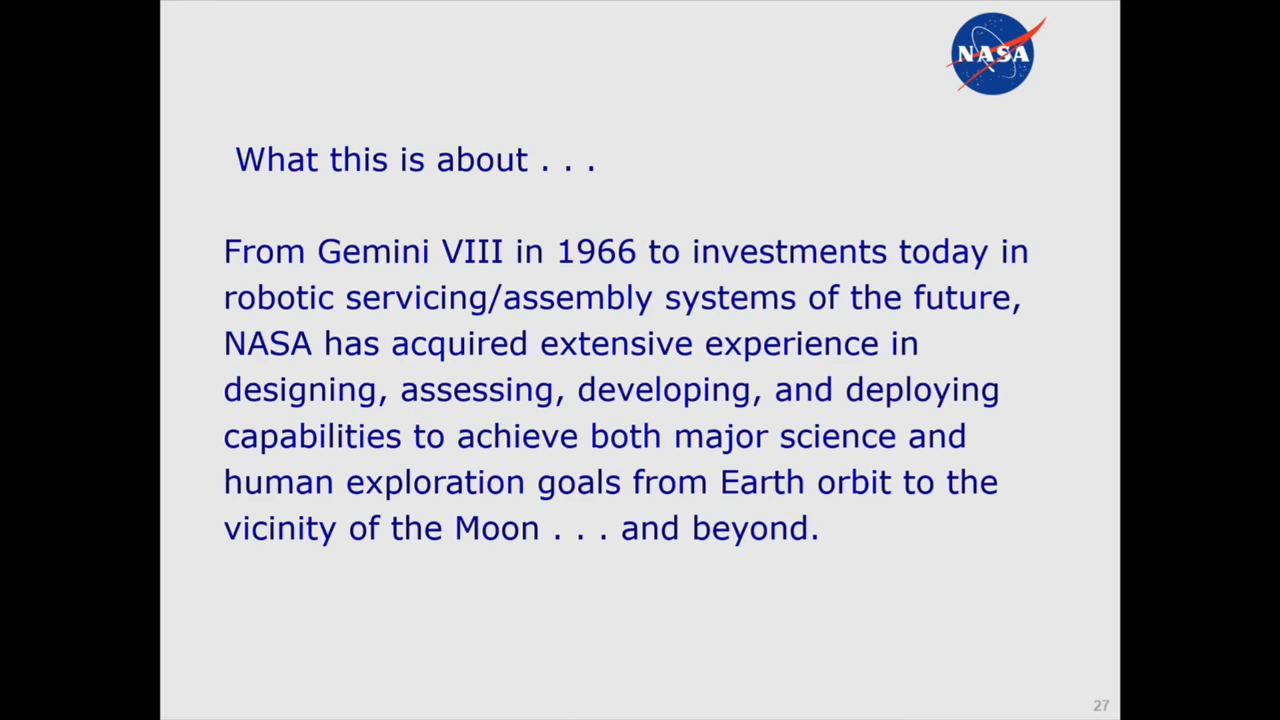 NASA
What this is about . . .
From Gemini VIII in 1966 to investments today in
robotic servicing/assembly systems of the future,
NASA has acquired extensive experience in
designing, assessing, developing, and deploying
capabilities to achieve both major science and
human exploration goals from Earth orbit to the
vicinity of the Moon . . . and beyond.
27